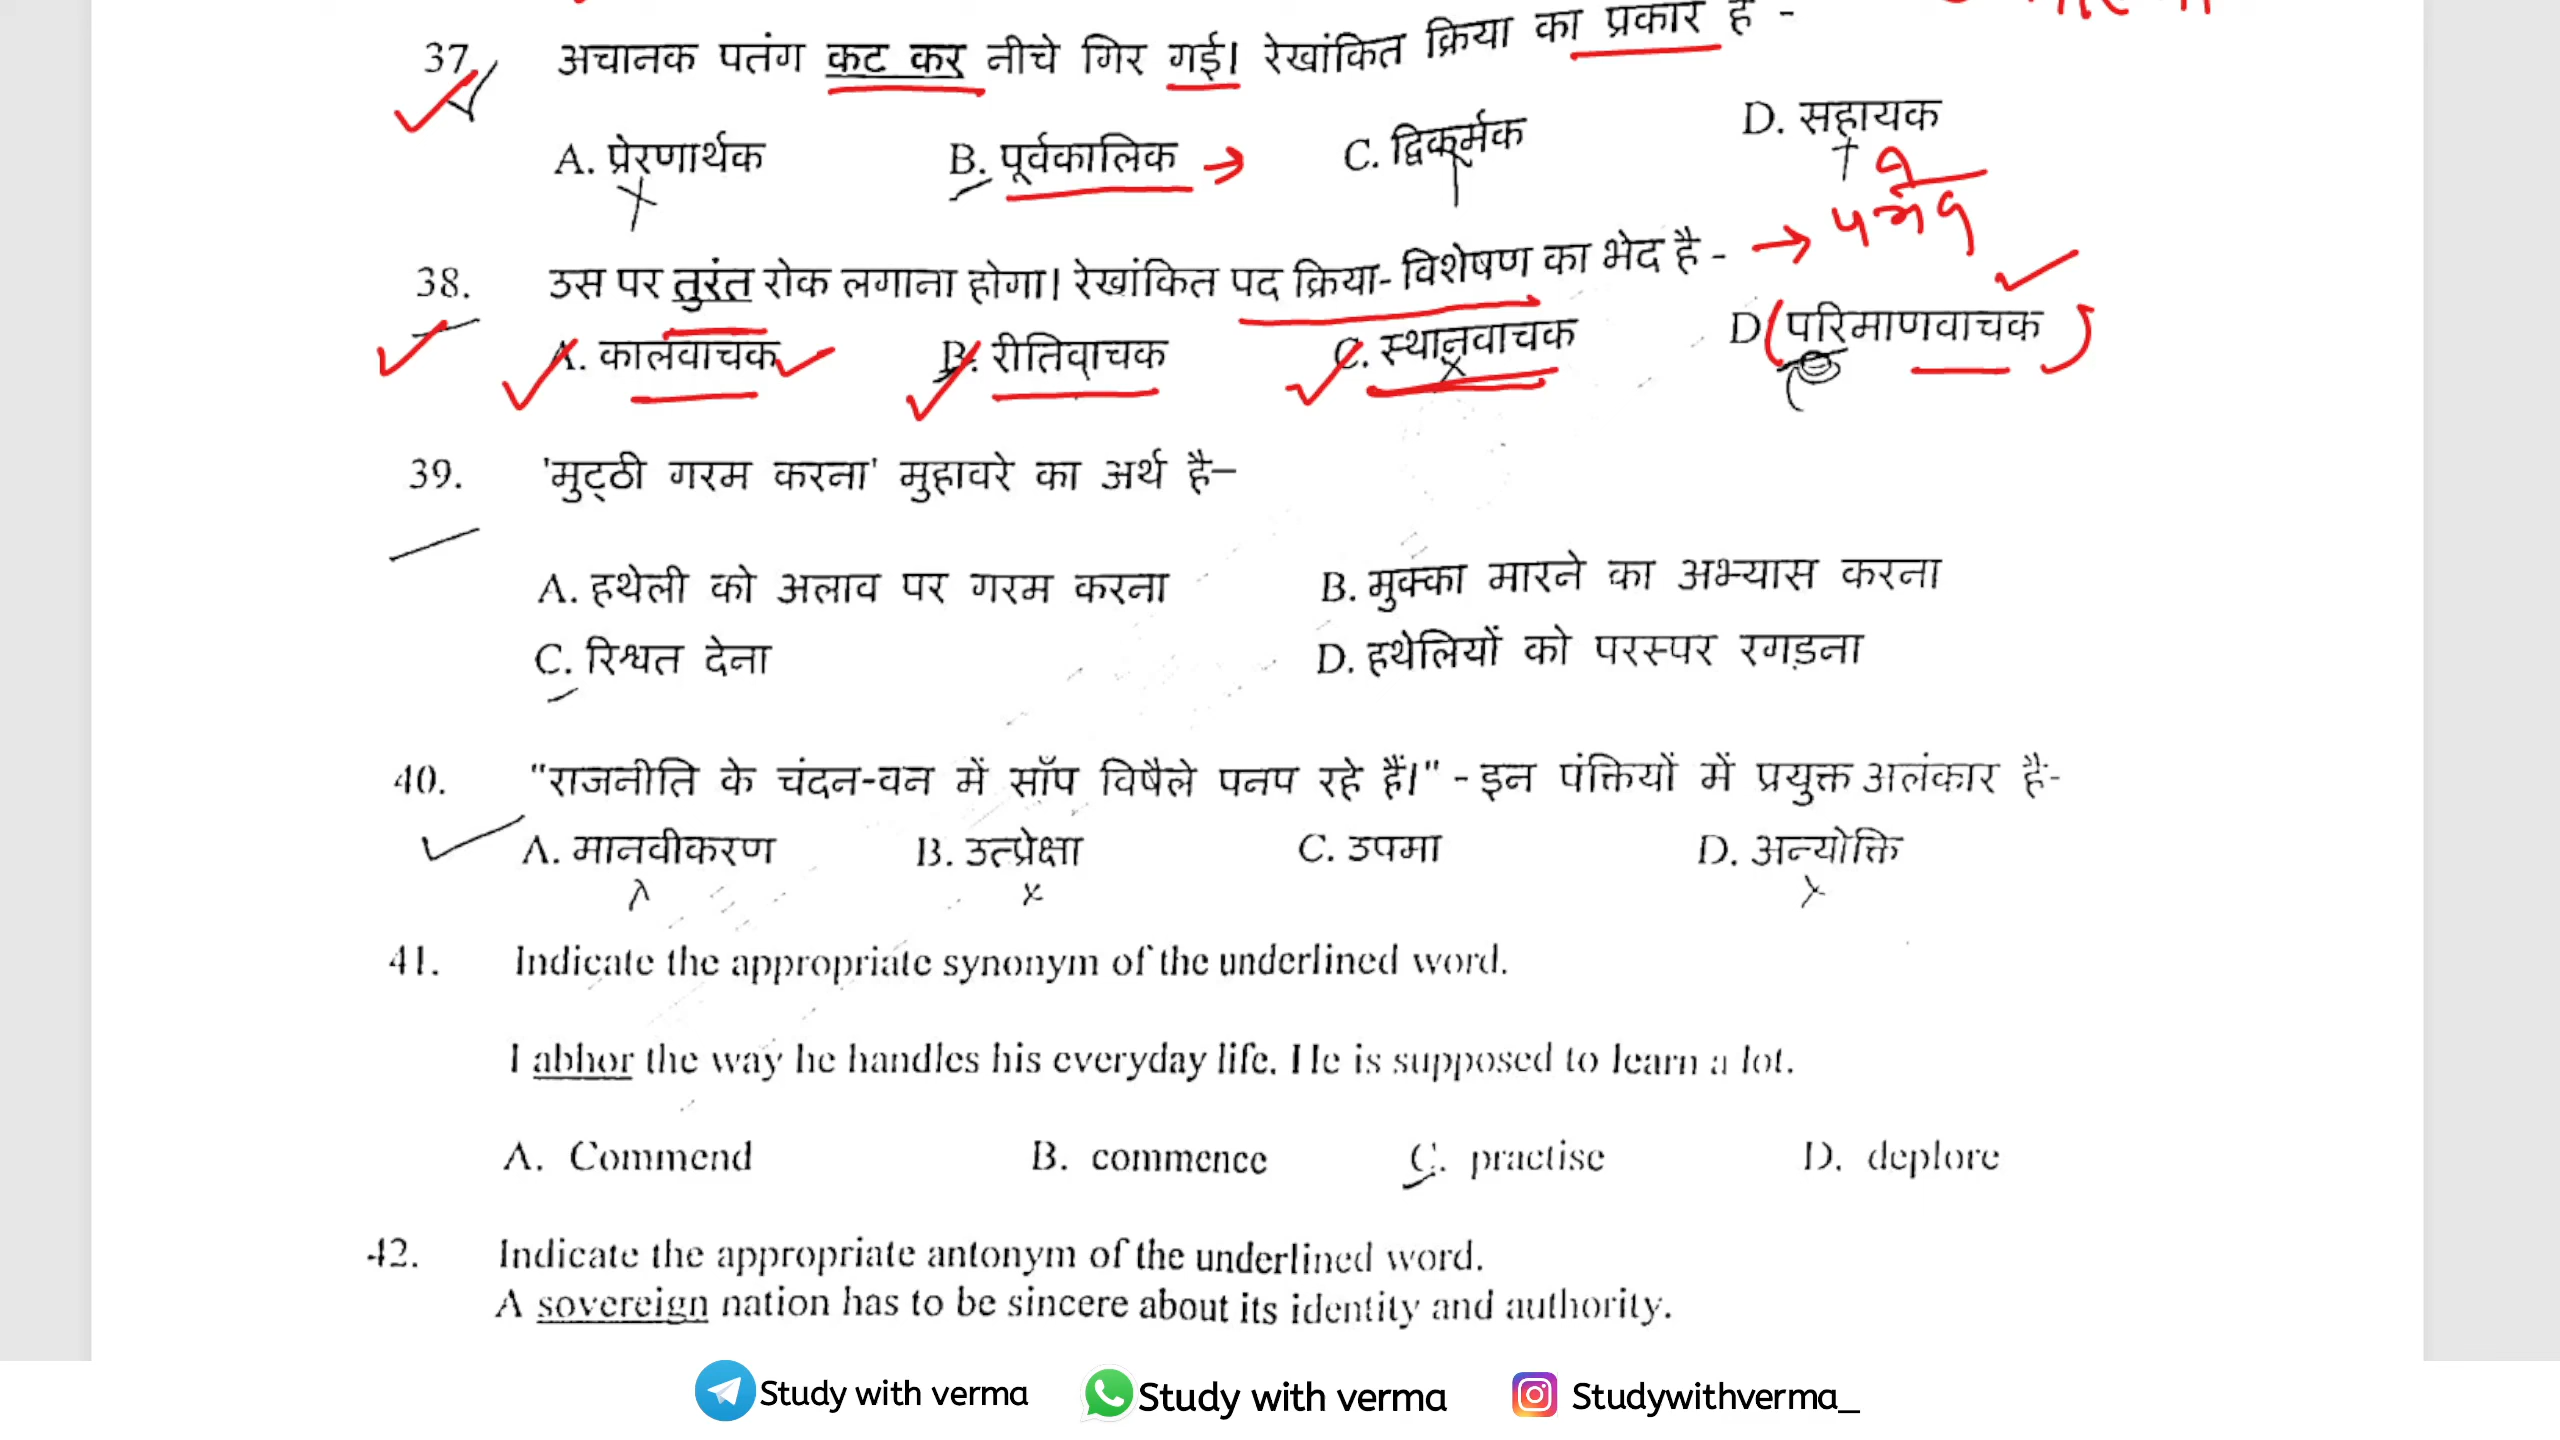 37. अचानक पतंग कट कर नीचे गिर गई। रेखांकित क्रिया का प्रकार है -
A. प्रेरणार्थक B. पूर्वकालिक C. द्विकर्मक D. सहायक
38. उस पर तुरंत रोक लगाना होगा। रेखांकित पद क्रिया-विशेषण का भेद है -
A. कालवाचक B. रीतिवाचक C. स्थानवाचक D. परिमाणवाचक
39. 'मुट्ठी गरम करना' मुहावरे का अर्थ है–
A. हथेली को अलाव पर गरम करना B. मुक्का मारने का अभ्यास करना
C. रिश्वत देना D. हथेलियों को परस्पर रगड़ना
40. "राजनीति के चंदन-वन में साँप विषैले पनप रहे हैं।" - इन पंक्तियों में प्रयुक्त अलंकार है-
A. मानवीकरण B. उत्प्रेक्षा C. उपमा D. अन्योक्ति
41. Indicate the appropriate synonym of the underlined word.
I abhor the way he handles his everyday life. He is supposed to learn a lot.
A. Commend B. commence C. practise D. deplore
42. Indicate the appropriate antonym of the underlined word.
A sovereign nation has to be sincere about its identity and authority.
Study with verma Study with verma Studywithverma_